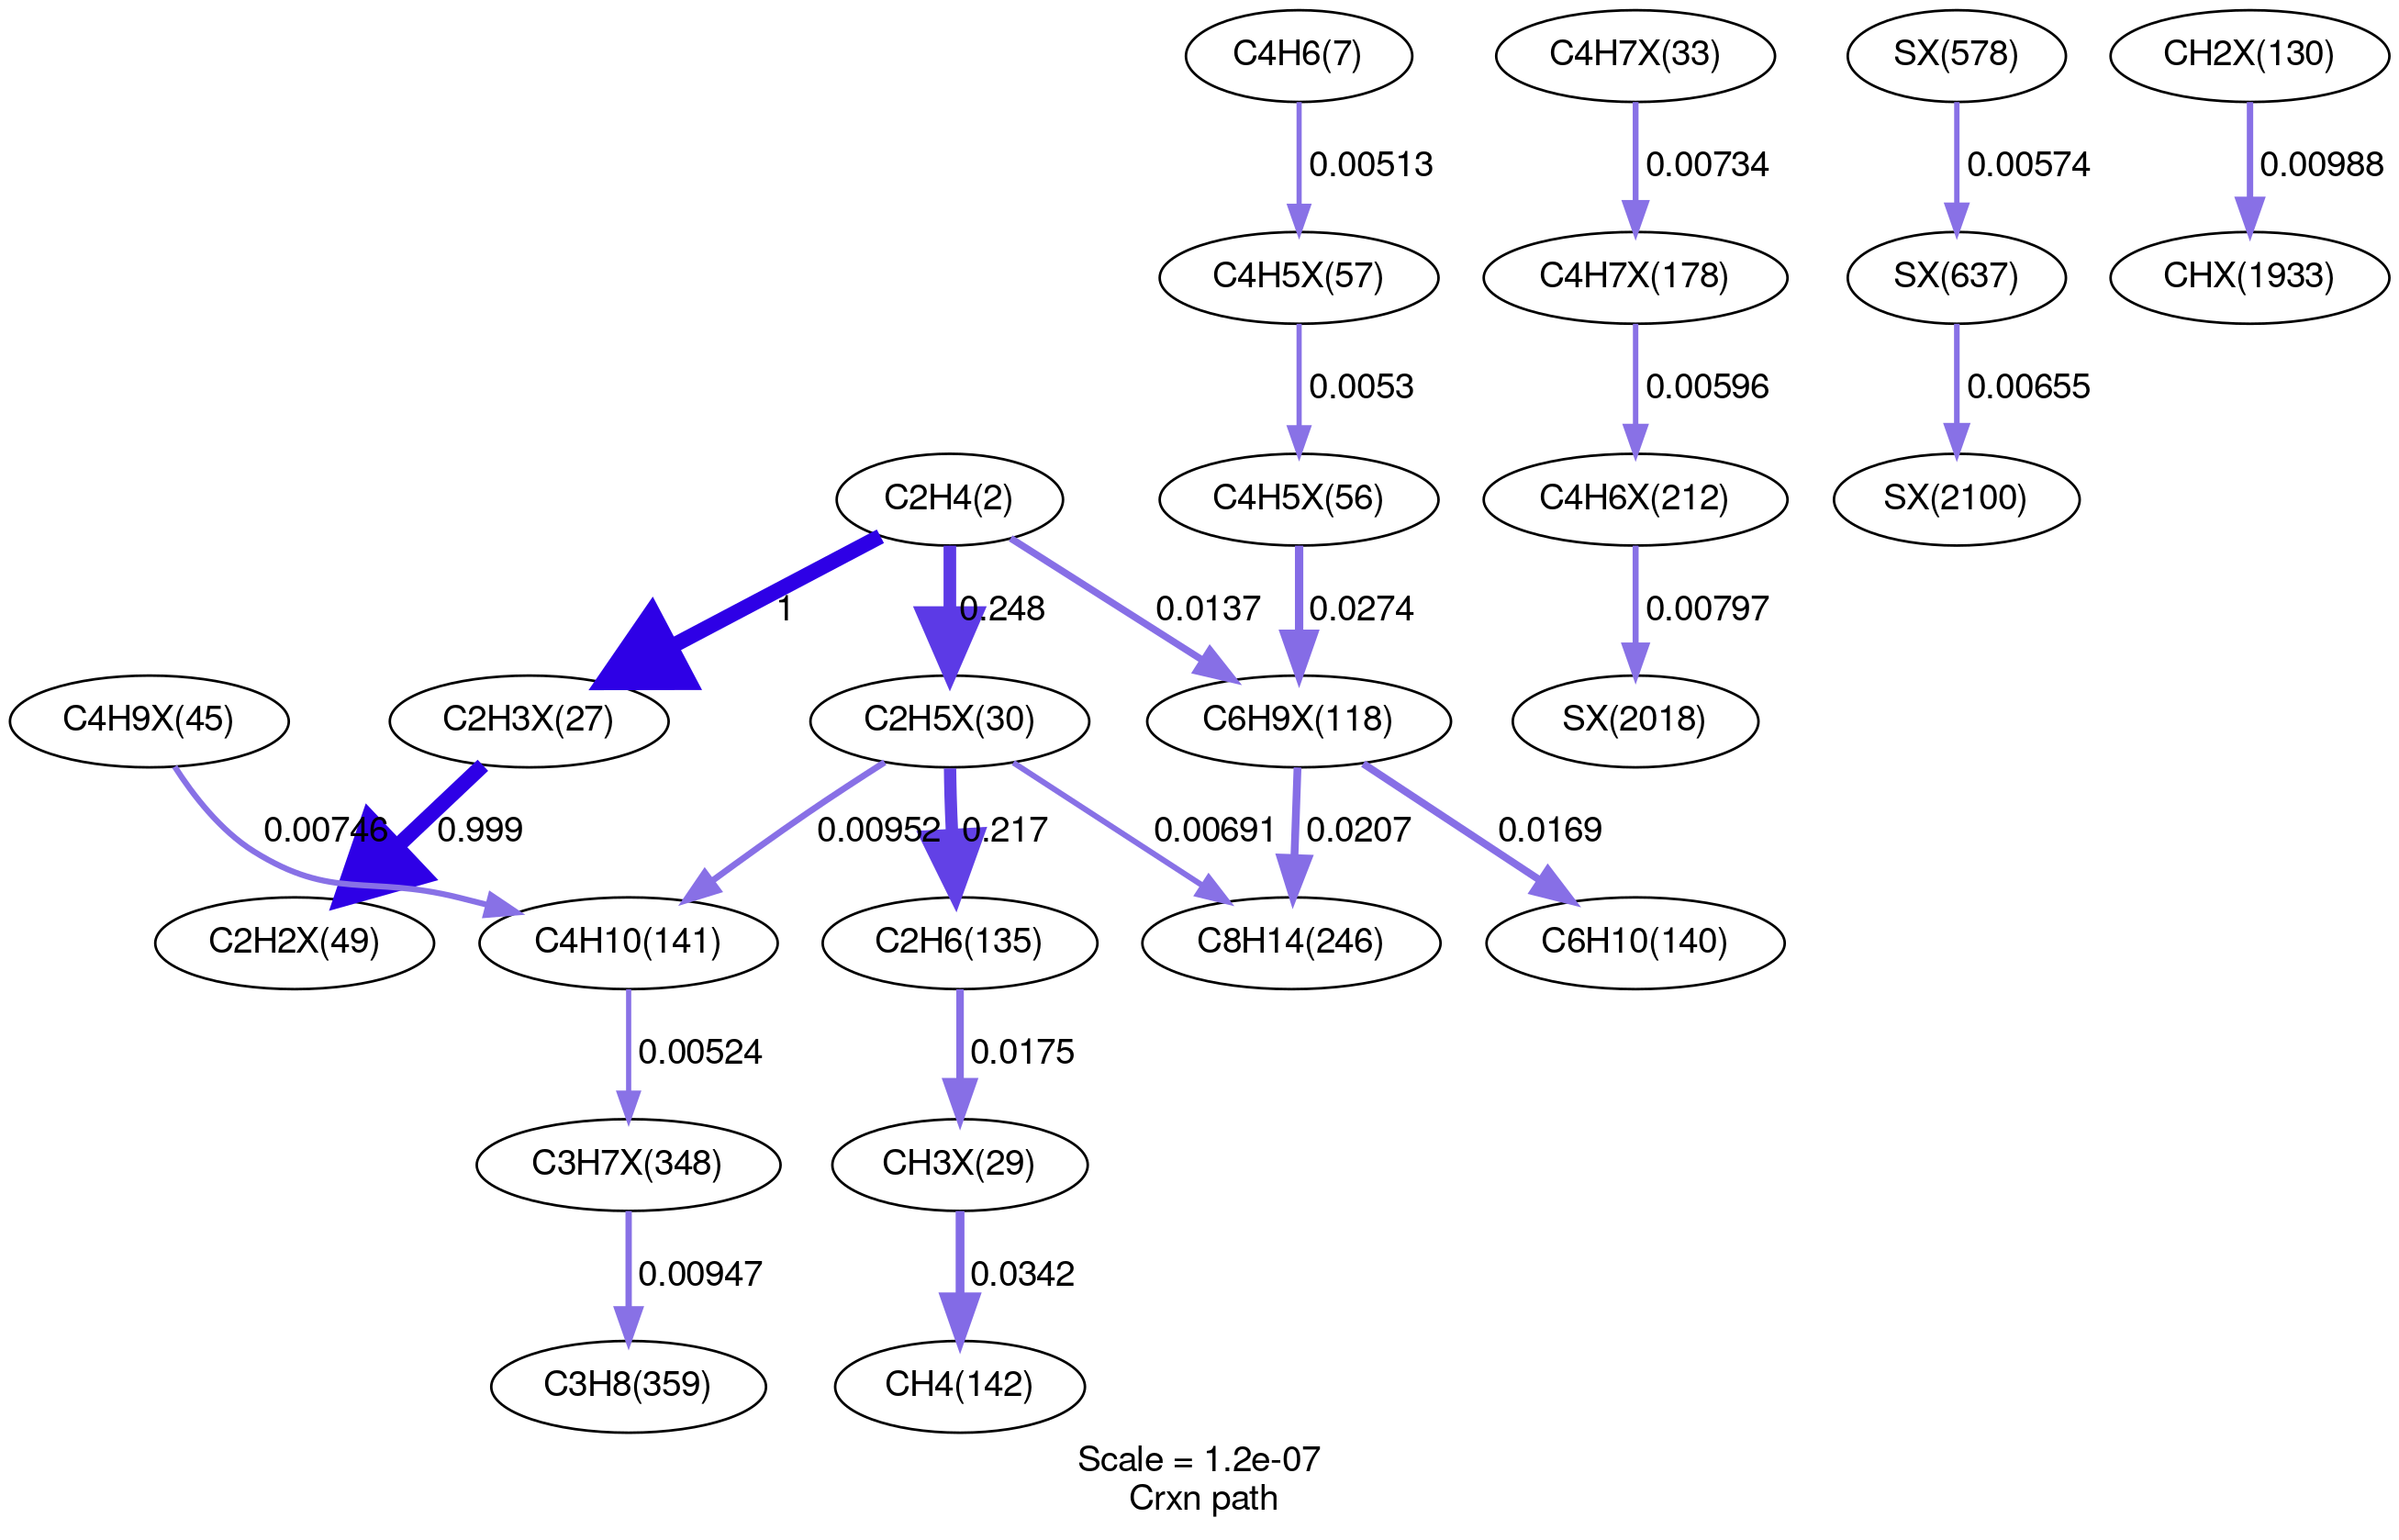 C4H6(7)
C4H7X(33)
SX(578)
CH2X(130)
0.00513
0.00734
0.00574
0.00988
C4H5X(57)
C4H7X(178)
SX(637)
CHX(1933)
0.0053
0.00596
0.00655
C2H4(2)
C4H5X(56)
C4H6X(212)
SX(2100)
1
0.248
0.0137
0.0274
0.00797
C4H9X(45)
C2H3X(27)
C2H5X(30)
C6H9X(118)
SX(2018)
0.00746
0.999
0.00952
0.217
0.00691
0.0207
0.0169
C2H2X(49)
C4H10(141)
C2H6(135)
C8H14(246)
C6H10(140)
0.00524
0.0175
C3H7X(348)
CH3X(29)
0.00947
0.0342
C3H8(359)
CH4(142)
Scale = 1.2e-07
Crxn path